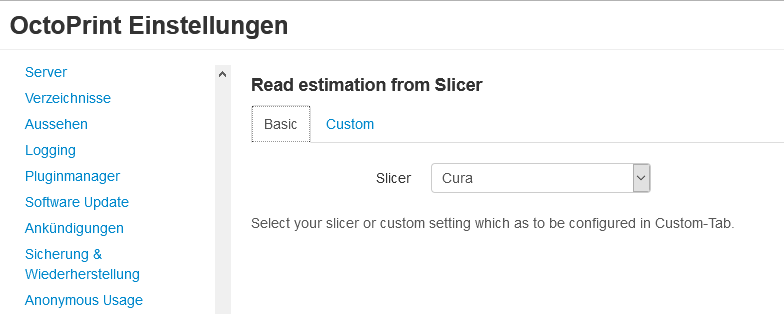 OctoPrint Einstellungen
Server
Verzeichnisse
Aussehen
Logging
Pluginmanager
Software Update
Ankündigungen
Sicherung &
Wiederherstellung
Anonymous Usage
Read estimation from Slicer
Basic
Custom
Slicer
Cura
Select your slicer or custom setting which as to be configured in Custom-Tab.